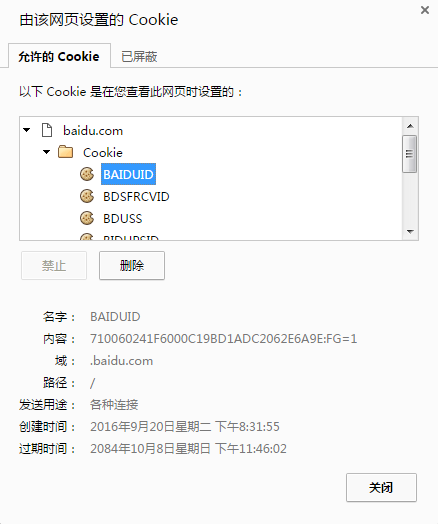 由该网页设置的 Cookie
允许的 Cookie 已屏蔽
以下 Cookie 是在您查看此网页时设置的：
baidu.com
Cookie
BAIDUID
BDSFRCVID
BDUSS
BIDUPSID
禁止 删除
名字： BAIDUID
内容： 710060241F6000C19BD1ADC2062E6A9E:FG=1
域： .baidu.com
路径： /
发送用途： 各种连接
创建时间： 2016年9月20日星期二 下午8:31:55
过期时间： 2084年10月8日星期日 下午11:46:02
关闭